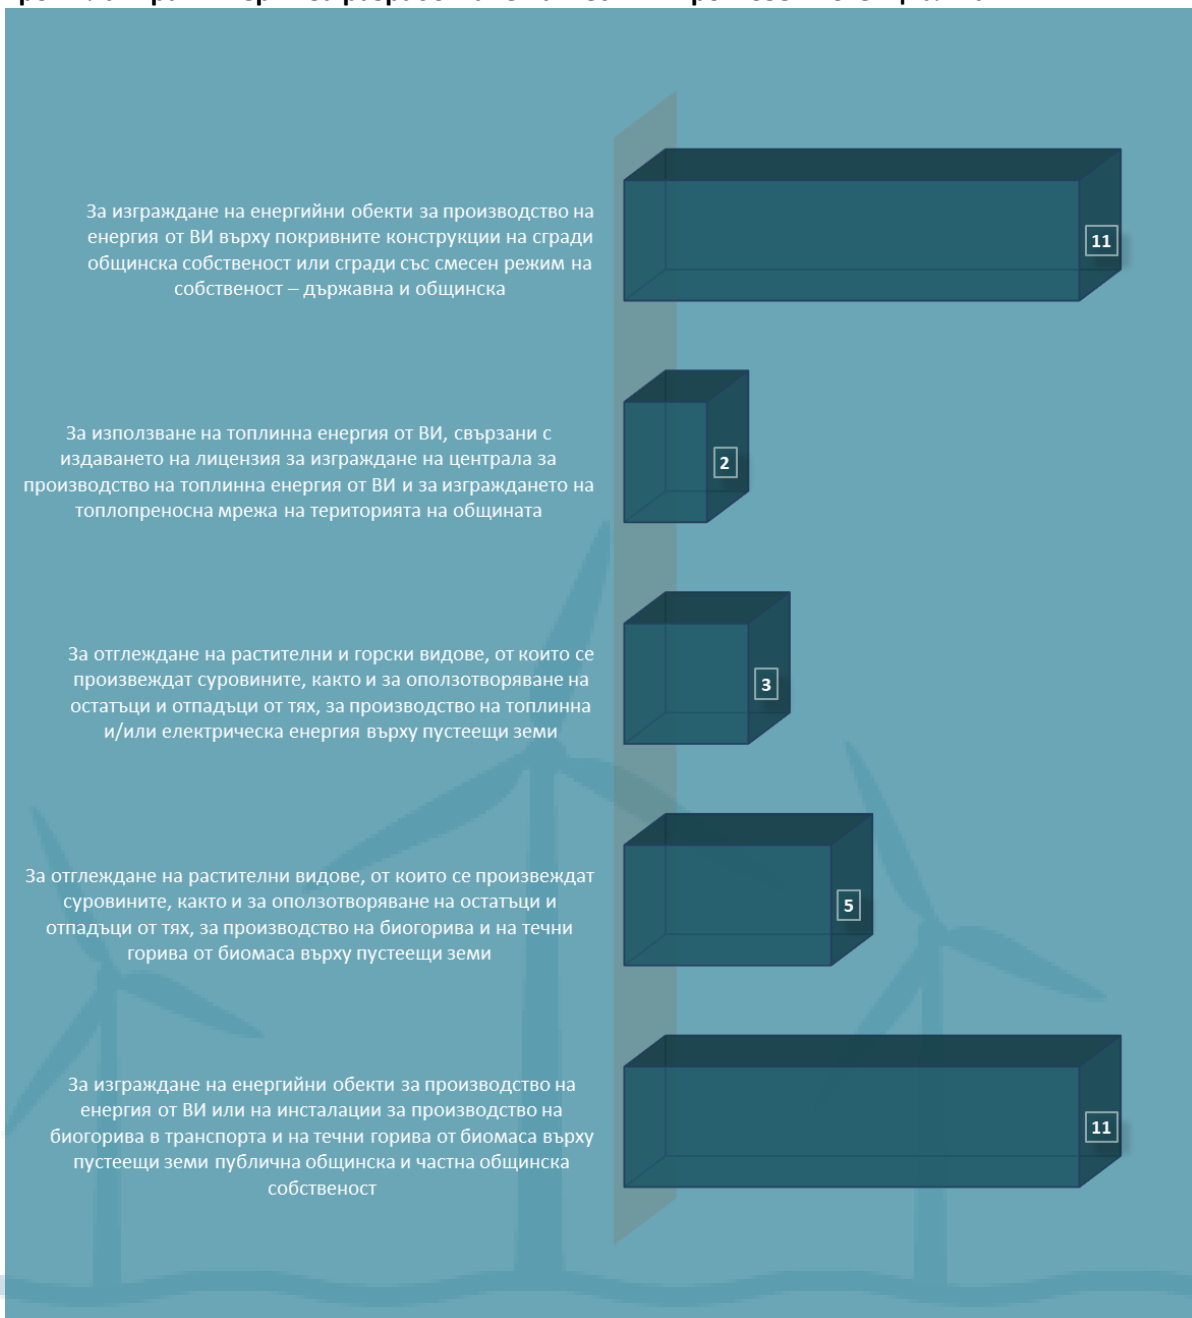 За изграждане на енергийни обекти за производство на
енергия от ВИ върху покривните конструкции на сгради
общинска собственост или сгради със смесен режим на
собственост – държавна и общинска
11
За използване на топлинна енергия от ВИ, свързани с
издаването на лицензия за изграждане на централа за
производство на топлинна енергия от ВИ и за изграждането на
топлопреносна мрежа на територията на общината
2
За отглеждане на растителни и горски видове, от които се
произвеждат суровините, както и за оползотворяване на
остатъци и отпадъци от тях, за производство на топлинна
и/или електрическа енергия върху пустеещи земи
3
За отглеждане на растителни видове, от които се произвеждат
суровините, както и за оползотворяване на остатъци и
отпадъци от тях, за производство на биогорива и на течни
горива от биомаса върху пустеещи земи
5
За изграждане на енергийни обекти за производство на
енергия от ВИ или на инсталации за производство на
биогорива в транспорта и на течни горива от биомаса върху
пустеещи земи публична общинска и частна общинска
собственост
11